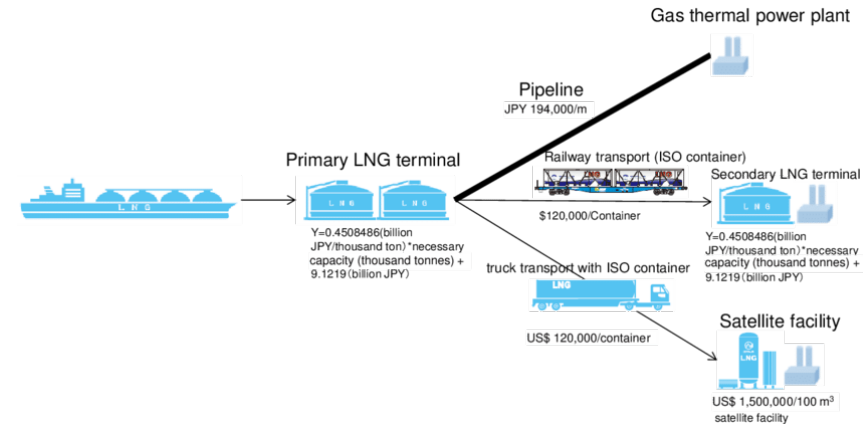 Gas thermal power plant
Pipeline
JPY 194,000/m
Primary LNG terminal
Railway transport (ISO container)
Secondary LNG terminal
LNG
LNG
LNG
LNG
$120,000/Container
Y=0.4508486(billion
JPY/thousand ton)*necessary
capacity (thousand tonnes) +
9.1219(billion JPY)
Y=0.4508486(billion
JPY/thousand ton)*necessary
capacity (thousand tonnes) +
9.1219(billion JPY)
truck transport with ISO container
LNG
US$ 120,000/container
Satellite facility
LNG
US$ 1,500,000/100 m³
satellite facility